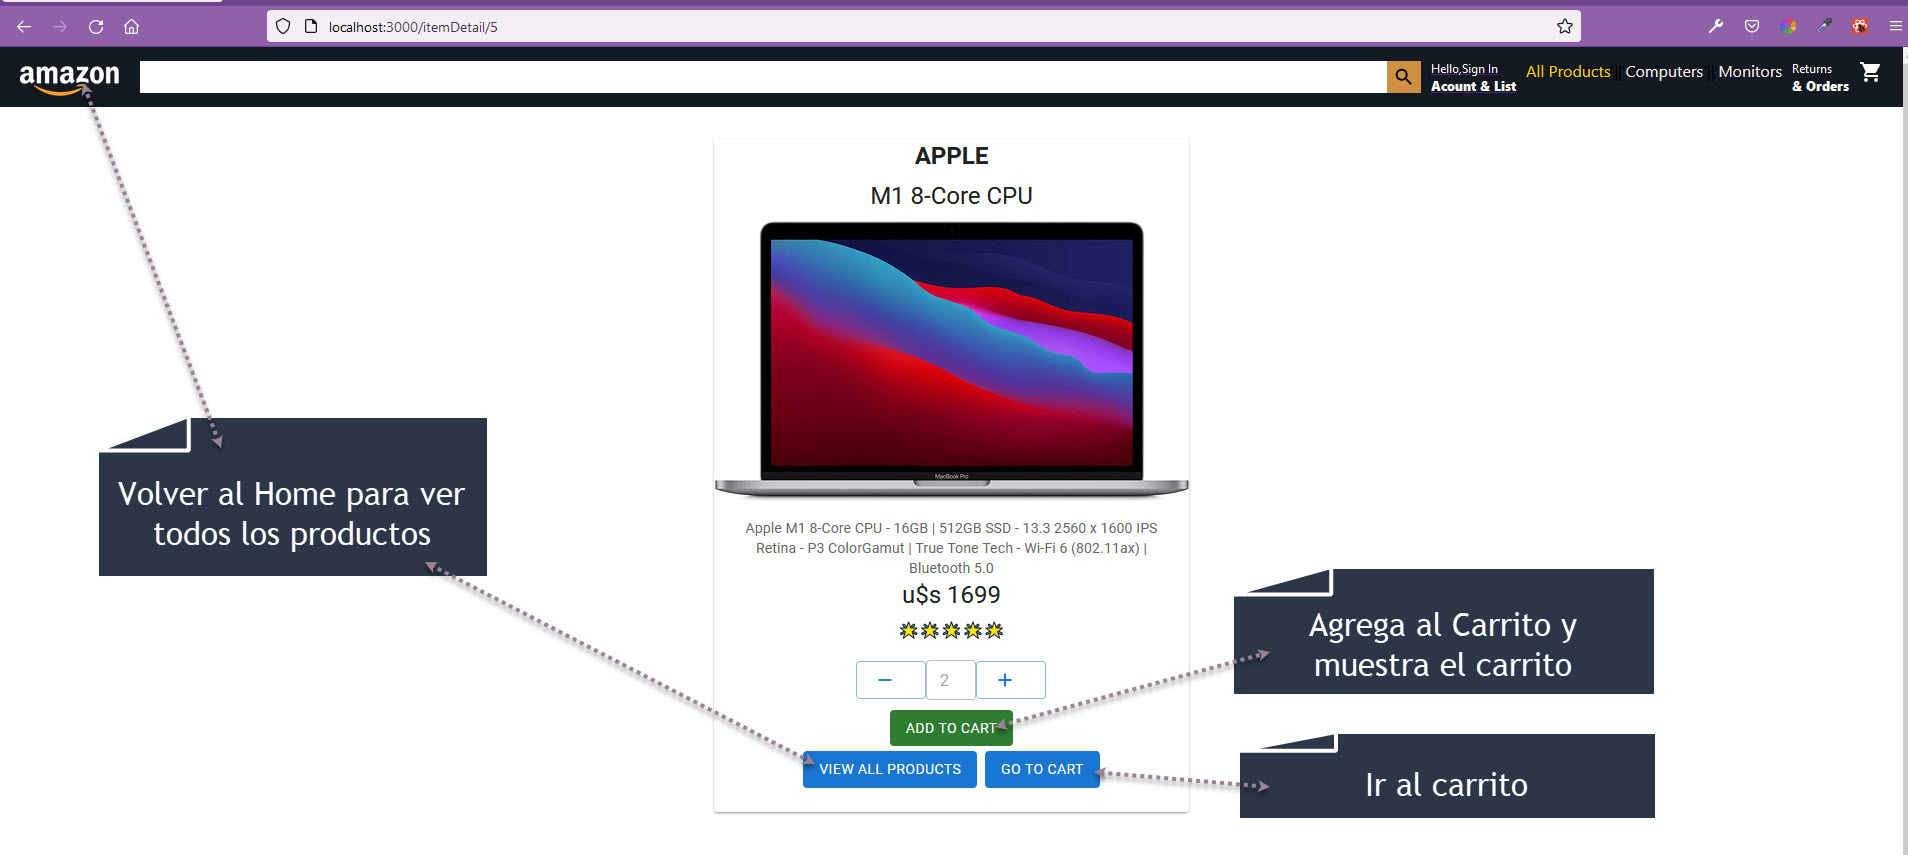 localhost:3000/itemDetail/5
amazon
Hello,Sign In
Acount & List
All Products
Computers
Monitors
Returns
& Orders
APPLE
M1 8-Core CPU
MacBook Pro
Apple M1 8-Core CPU - 16GB | 512GB SSD - 13.3 2560 x 1600 IPS
Retina - P3 ColorGamut | True Tone Tech - Wi-Fi 6 (802.11ax) |
Bluetooth 5.0
u$s 1699
2
ADD TO CART
VIEW ALL PRODUCTS
GO TO CART
Volver al Home para ver
todos los productos
Agrega al Carrito y
muestra el carrito
Ir al carrito